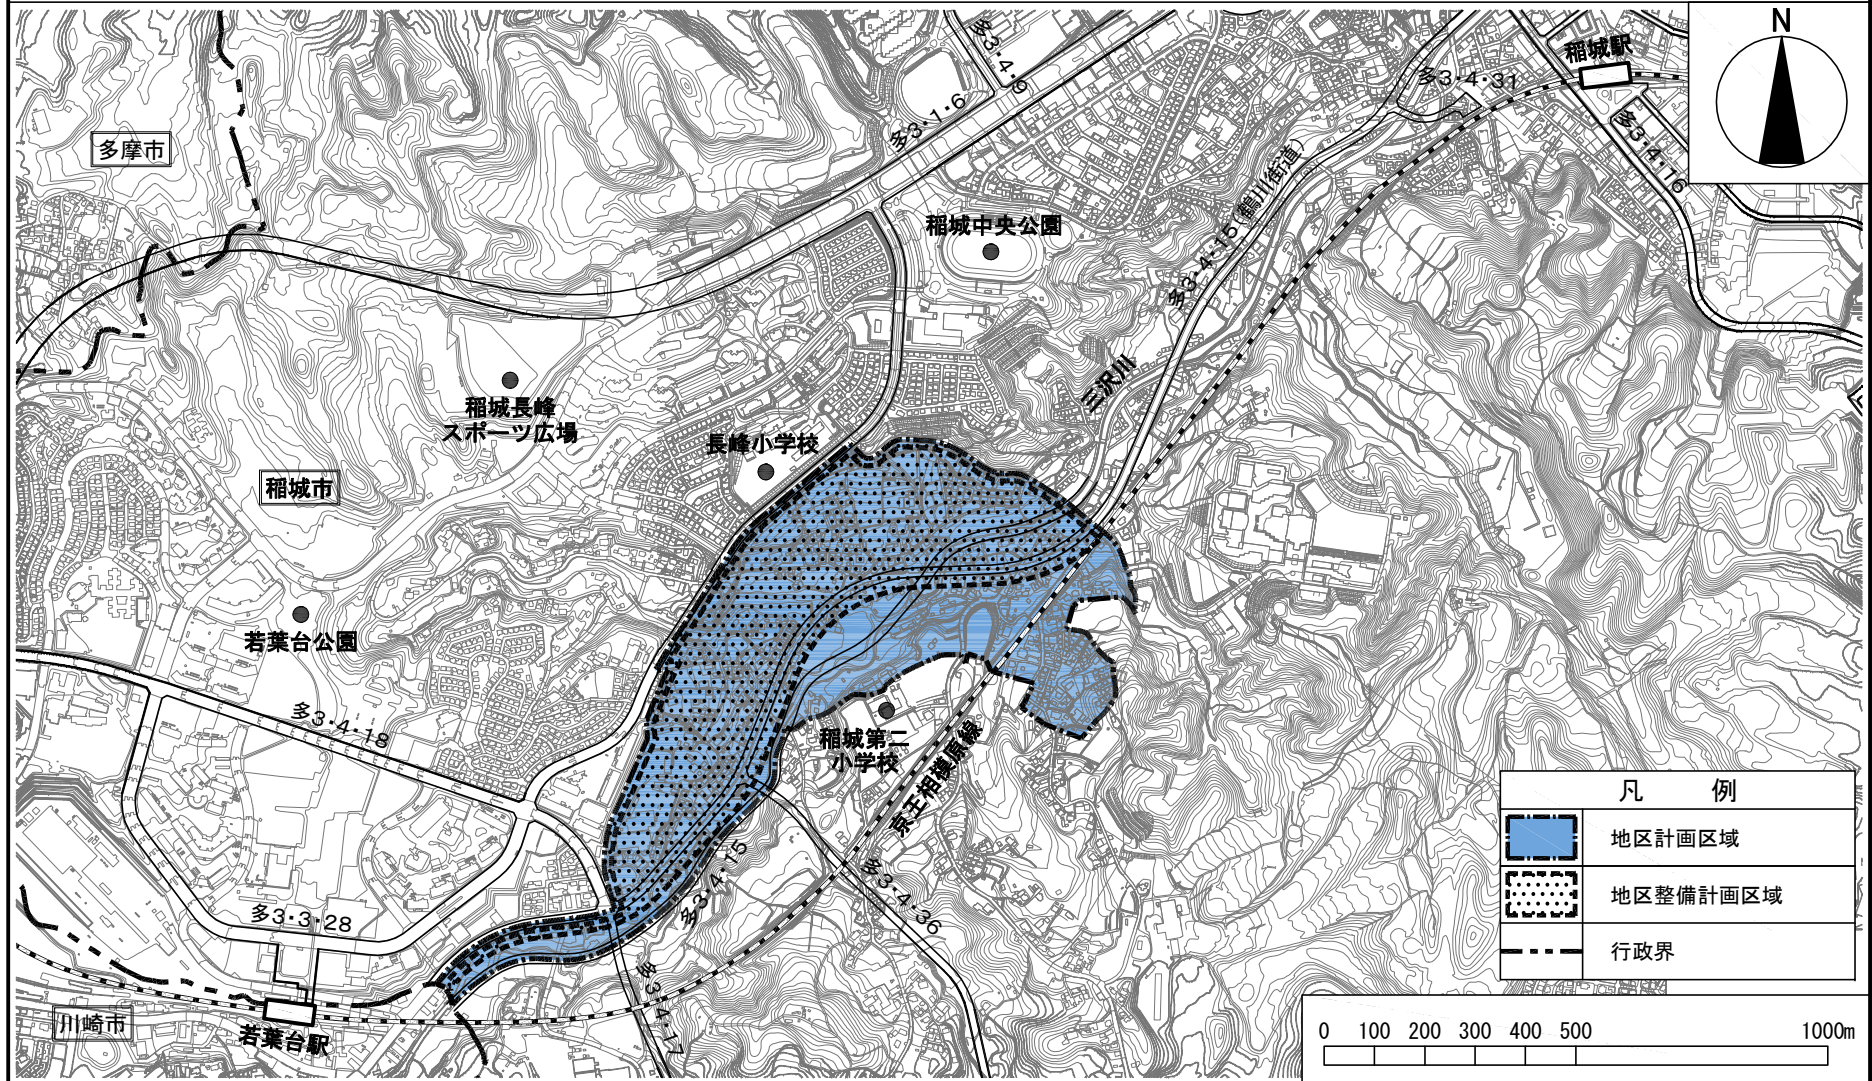 N
稲城駅
多3・4・9
多3・4・31
多3・1・6
多3・4・16
多摩市
多3・4・15(鶴川街道)
稲城中央公園
三沢川
稲城長峰
スポーツ広場
長峰小学校
稲城市
若葉台公園
多3・4・18
稲城第二
小学校
京王相模原線
多3・4・15
多3・4・36
多3・3・28
多3・4・17
川崎市
若葉台駅
凡 例
地区計画区域
地区整備計画区域
行政界
0 100 200 300 400 500 1000m